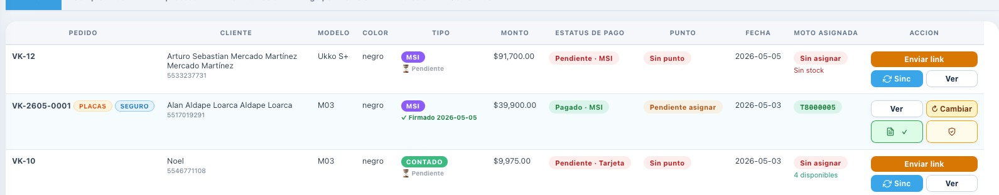 PEDIDO CLIENTE MODELO COLOR TIPO MONTO ESTATUS DE PAGO PUNTO FECHA MOTO ASIGNADA ACCION
VK-12 Arturo Sebastian Mercado Martínez Ukko S+ negro MSI $91,700.00 Pendiente · MSI Sin punto 2026-05-05 Sin asignar Enviar link
Mercado Martínez Pendiente Sin stock
5533237731 Sinc Ver
VK-2605-0001 PLACAS SEGURO Alan Aldape Loarca Aldape Loarca M03 negro MSI $39,900.00 Pagado · MSI Pendiente asignar 2026-05-03 T8000005 Ver Cambiar
5517019291 ✓ Firmado 2026-05-05 ✓
VK-10 Noel M03 negro CONTADO $9,975.00 Pendiente · Tarjeta Sin punto 2026-05-03 Sin asignar Enviar link
5546771108 Pendiente 4 disponibles
Sinc Ver